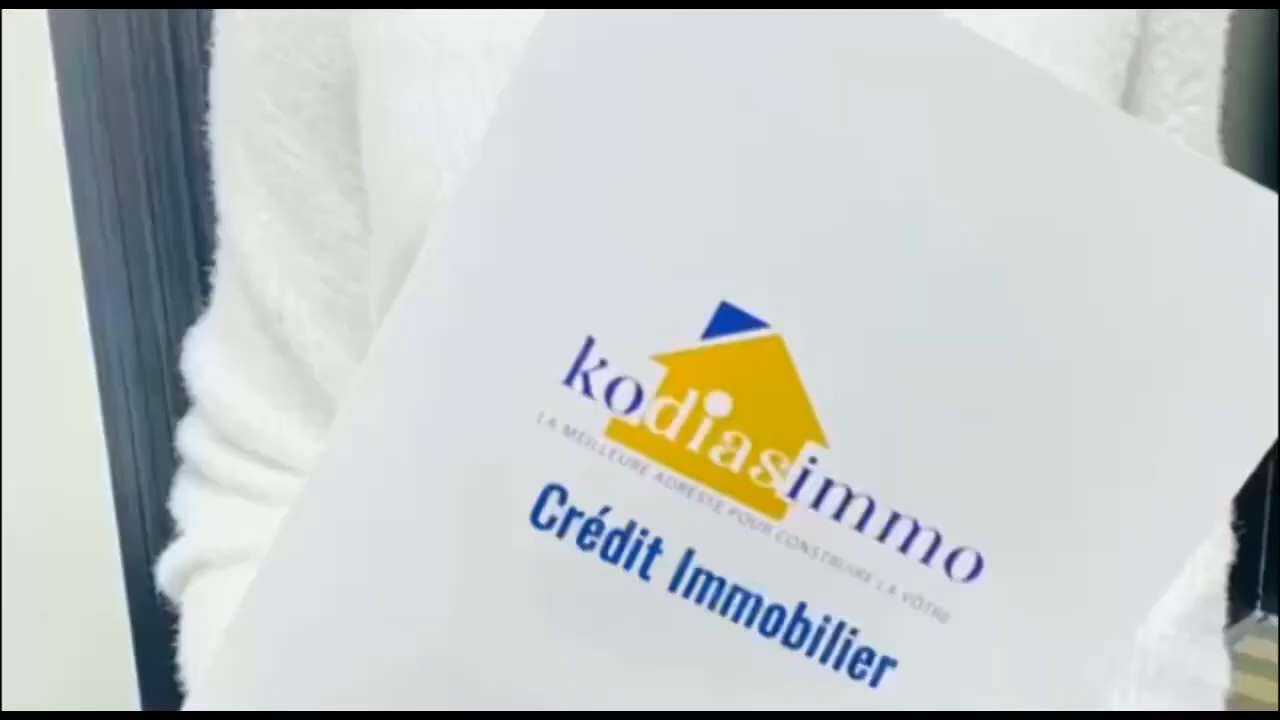 kodiasimmo
LA MEILLEURE ADRESSE POUR CONSTRUIRE LA VÔTRE
Crédit Immobilier